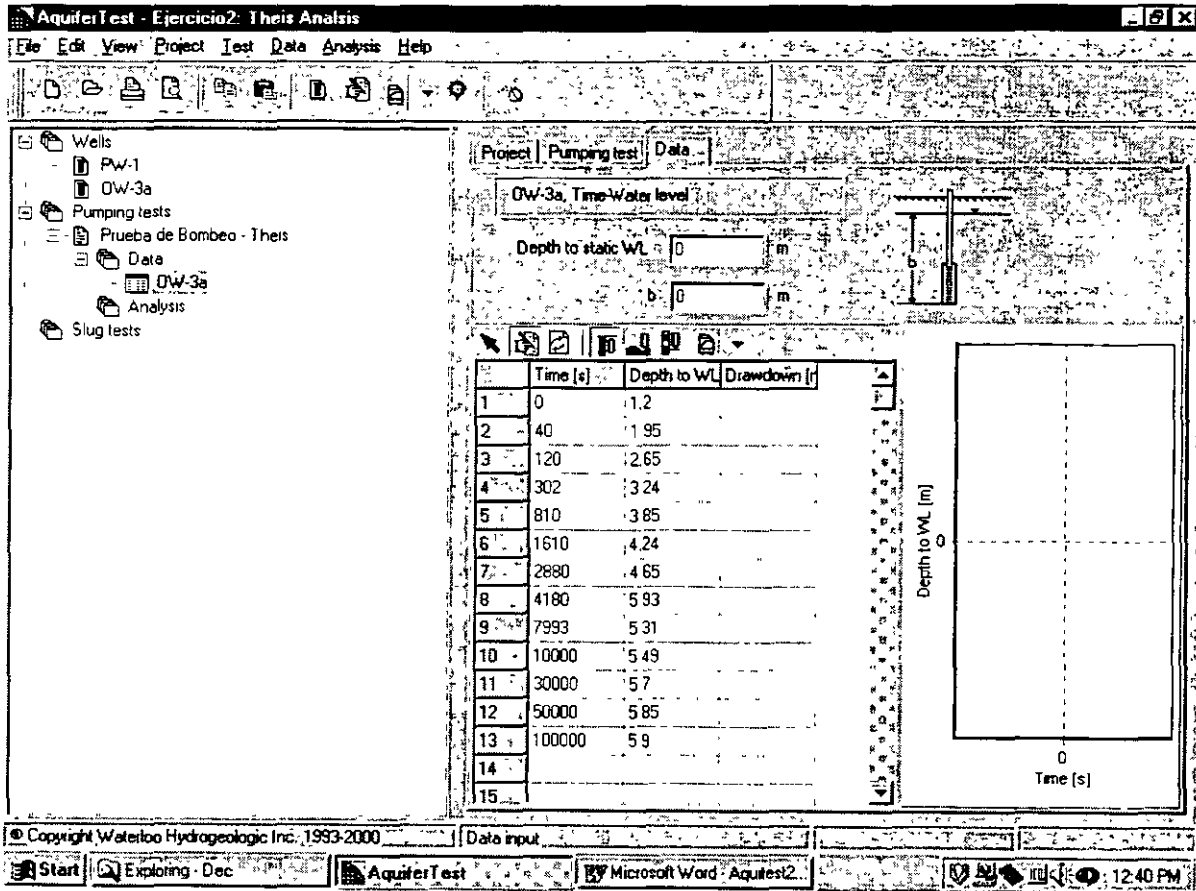 AquiferTest - Ejercicio2: Theis Analsis
File Edit View Project Test Data Analysis Help
Wells
PW-1
OW-3a
Pumping tests
Prueba de Bombeo - Theis
Data
OW-3a
Analysis
Slug tests
Project Pumping test Data
OW-3a, Time-Water level
Depth to static WL 0 m
b 0 m
b
Time [s] Depth to WL Drawdown [
1 0 1.2
2 40 1.95
3 120 2.65
4 302 3.24
5 810 3.85
6 1610 4.24
7 2880 4.65
8 4180 5.93
9 7993 5.31
10 10000 5.49
11 30000 5.7
12 50000 5.85
13 100000 5.9
14
15
Depth to WL [m]
0
0
Time [s]
© Copyright Waterloo Hydrogeologic Inc. 1993-2000 Data input
Start Exploring - Dec AquiferTest Microsoft Word - Aquitest2... 12:40 PM